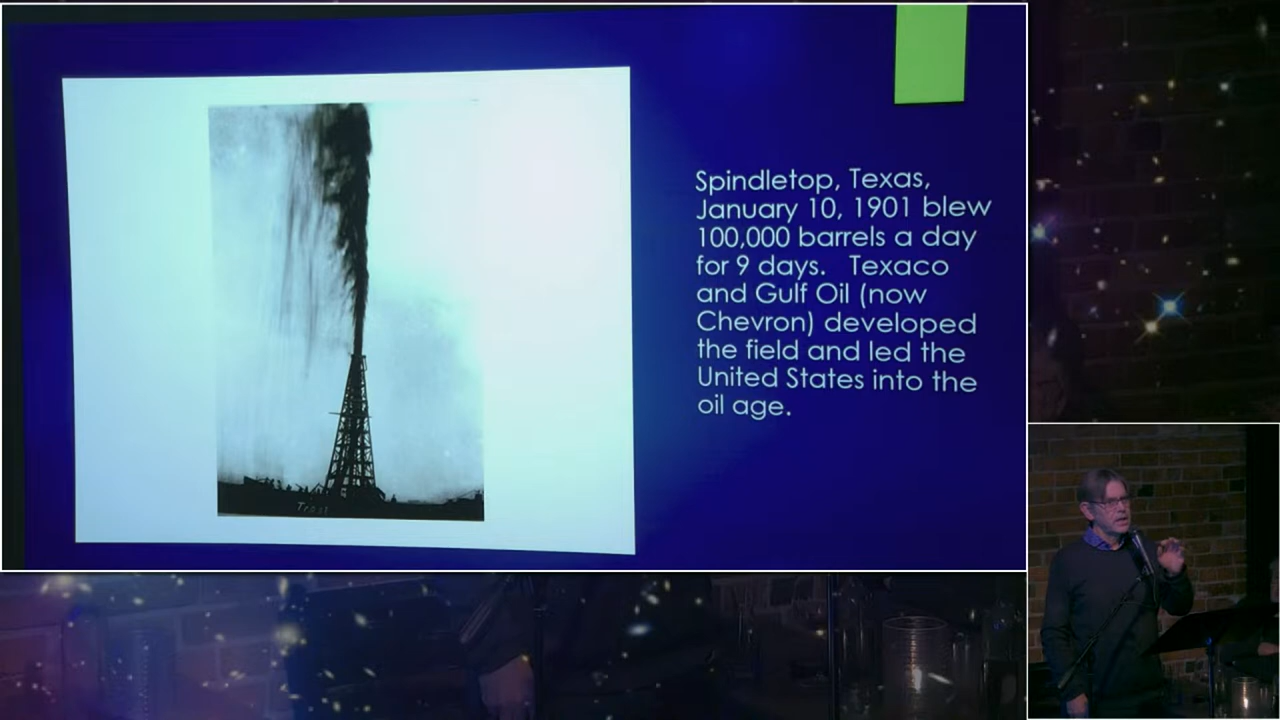 Spindletop, Texas,
January 10, 1901 blew
100,000 barrels a day
for 9 days.   Texaco
and Gulf Oil (now
Chevron) developed
the field and led the
United States into the
oil age.
Trost